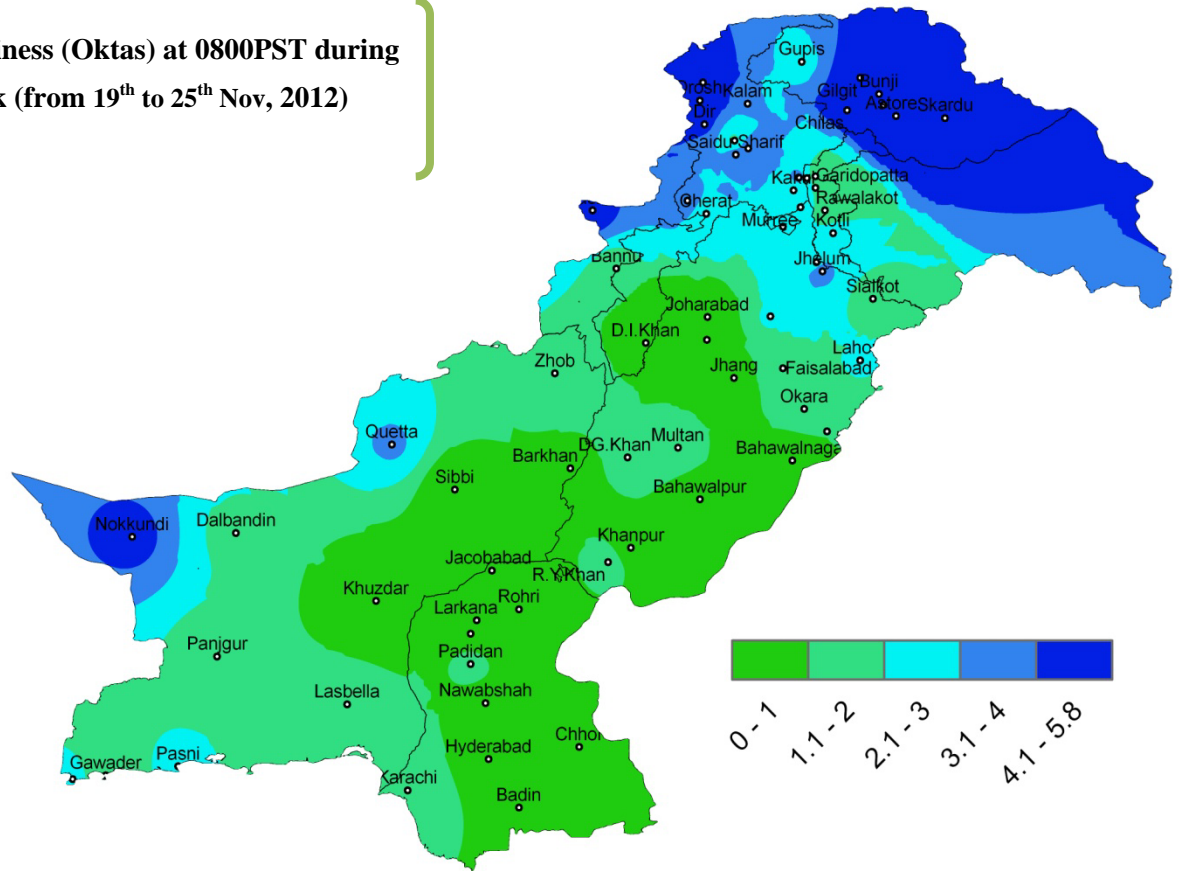 iness (Oktas) at 0800PST during
k (from 19th to 25th Nov, 2012)
Gupis
Drosh Kalam
Gilgit Bunji
Astore Skardu
Dir
Chilas
Saidu Sharif
Garidopatta
Cherat
Rawalakot
Murree Kotli
Bannu
Jhelum
Sialkot
Joharabad
D.I.Khan
Zhob
Jhang
Faisalabad
Okara
Quetta
DG.Khan Multan
Barkhan
Bahawalnaga
Sibbi
Bahawalpur
Nokkundi Dalbandin
Khanpur
Jacobabad
R.Y.Khan
Khuzdar
Rohri
Larkana
Panjgur
Padidan
Lasbella
Nawabshah
Chhor
Hyderabad
Pasni
Gawader
Karachi
Badin
0 - 1
1.1 - 2
2.1 - 3
3.1 - 4
4.1 - 5.8